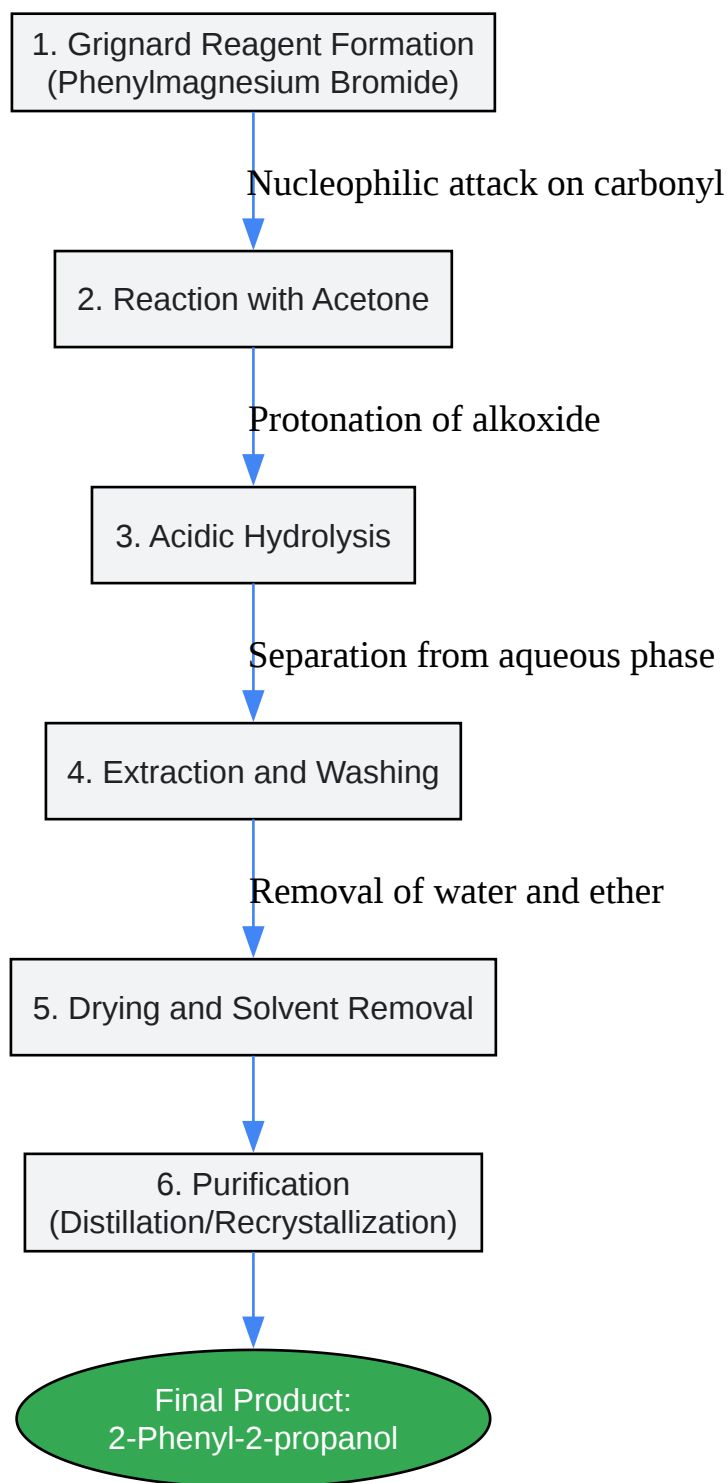 1. Grignard Reagent Formation
(Phenylmagnesium Bromide)
Nucleophilic attack on carbonyl
2. Reaction with Acetone
Protonation of alkoxide
3. Acidic Hydrolysis
Separation from aqueous phase
4. Extraction and Washing
Removal of water and ether
5. Drying and Solvent Removal
6. Purification
(Distillation/Recrystallization)
Final Product:
2-Phenyl-2-propanol